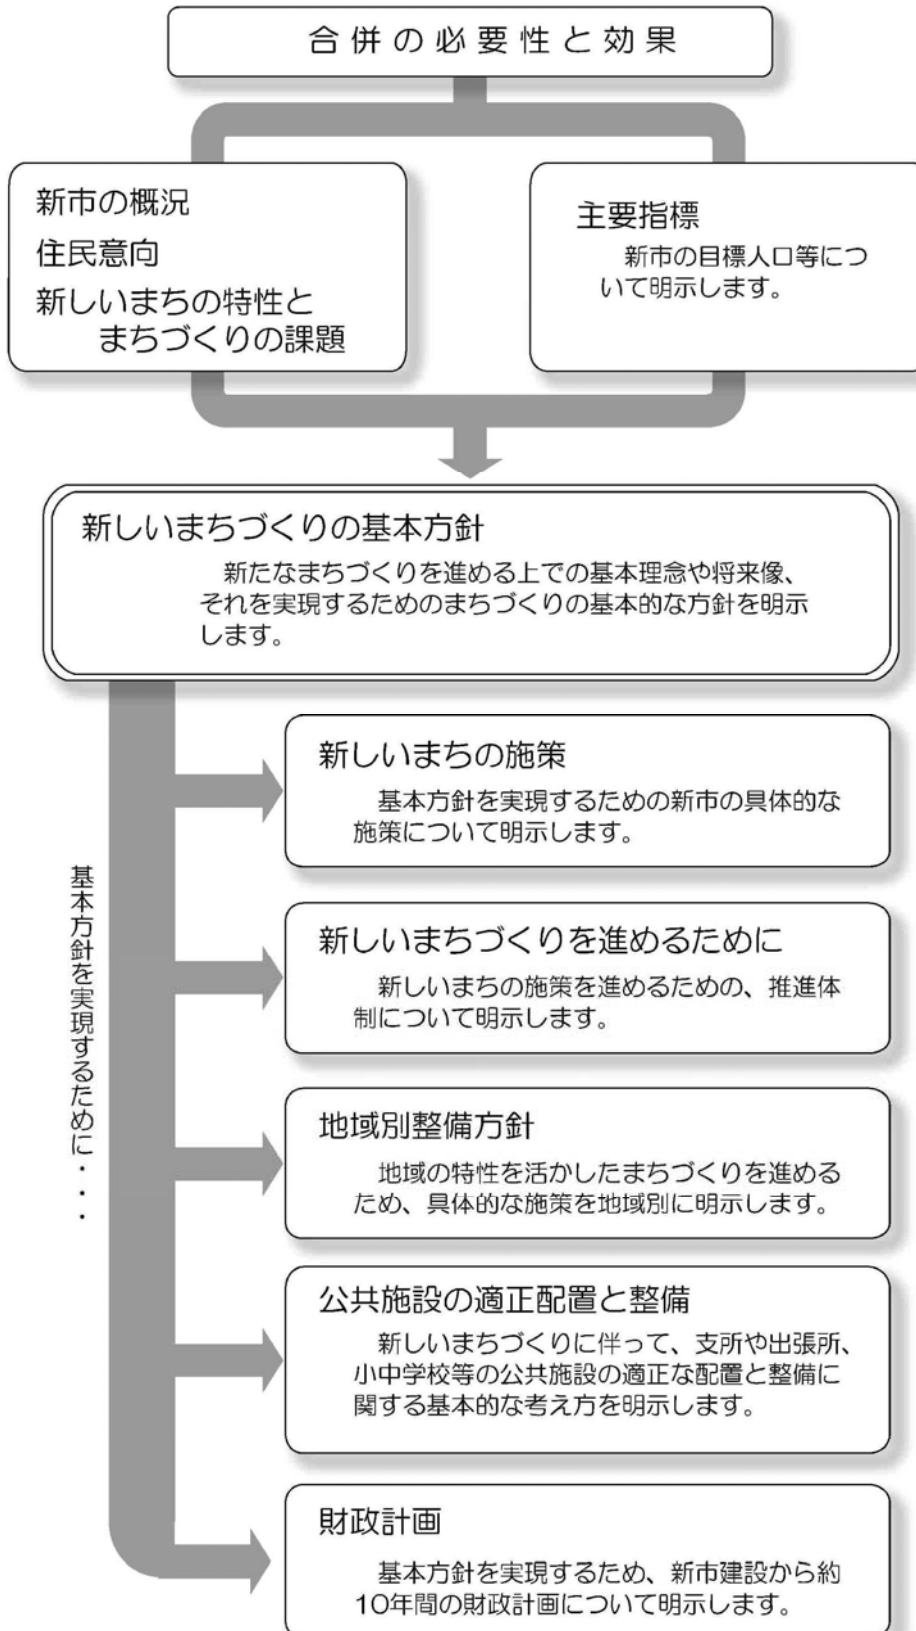 合併の必要性と効果
新市の概況
住民意向
新しいまちの特性と
まちづくりの課題
主要指標
新市の目標人口等につ
いて明示します。
新しいまちづくりの基本方針
新たなまちづくりを進める上での基本理念や将来像、
それを実現するためのまちづくりの基本的な方針を明示
します。
基本方針を実現するために・・・
新しいまちの施策
基本方針を実現するための新市の具体的な
施策について明示します。
新しいまちづくりを進めるために
新しいまちの施策を進めるための、推進体
制について明示します。
地域別整備方針
地域の特性を活かしたまちづくりを進める
ため、具体的な施策を地域別に明示します。
公共施設の適正配置と整備
新しいまちづくりに伴って、支所や出張所、
小中学校等の公共施設の適正な配置と整備に
関する基本的な考え方を明示します。
財政計画
基本方針を実現するため、新市建設から約
10年間の財政計画について明示します。